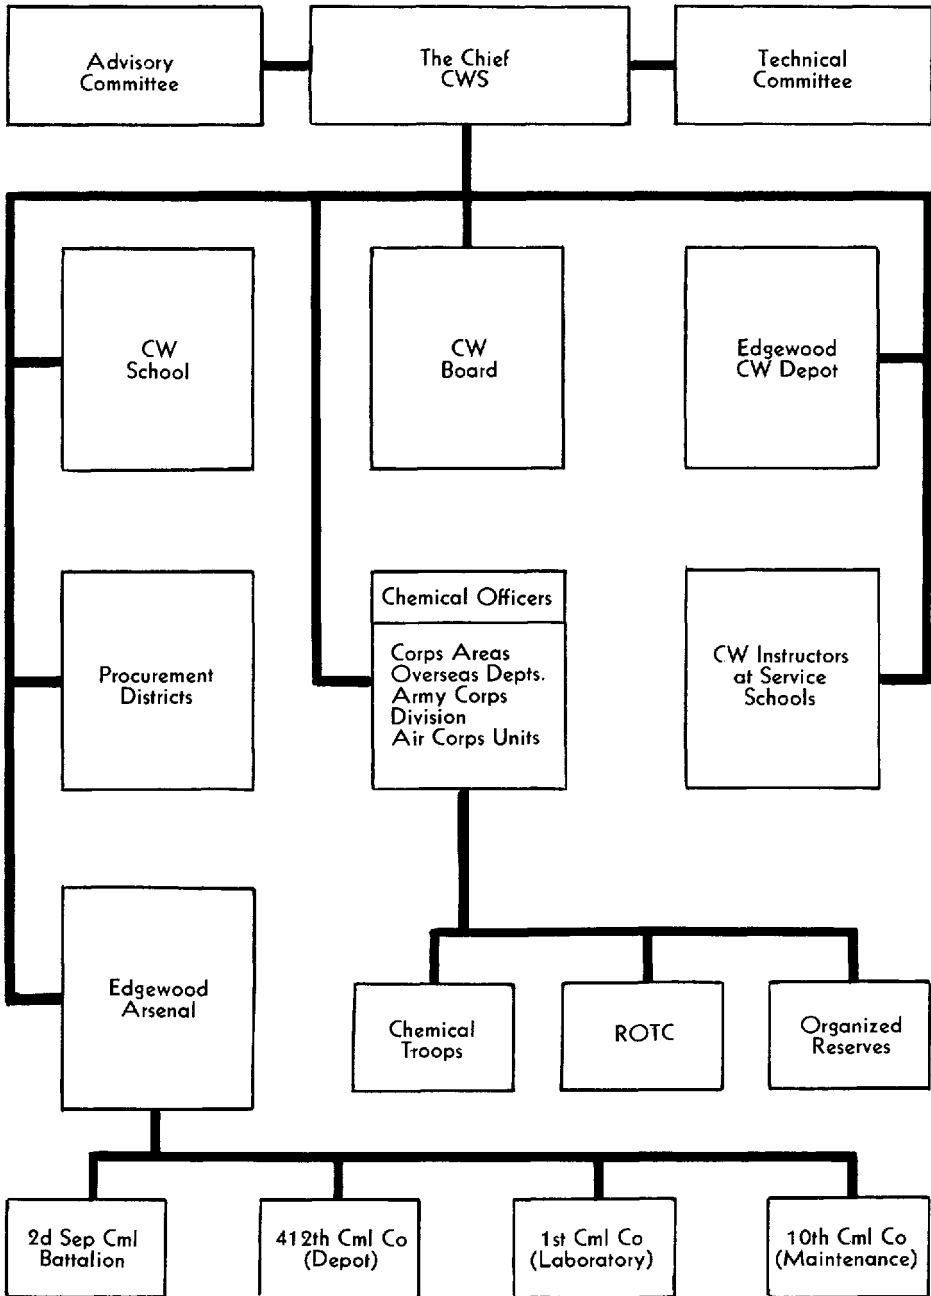 Advisory
Committee
The Chief
CWS
Technical
Committee
CW
School
CW
Board
Edgewood
CW Depot
Procurement
Districts
Chemical Officers
Corps Areas
Overseas Depts.
Army Corps
Division
Air Corps Units
CW Instructors
at Service
Schools
Edgewood
Arsenal
Chemical
Troops
ROTC
Organized
Reserves
2d Sep Cml
Battalion
412th Cml Co
(Depot)
1st Cml Co
(Laboratory)
10th Cml Co
(Maintenance)